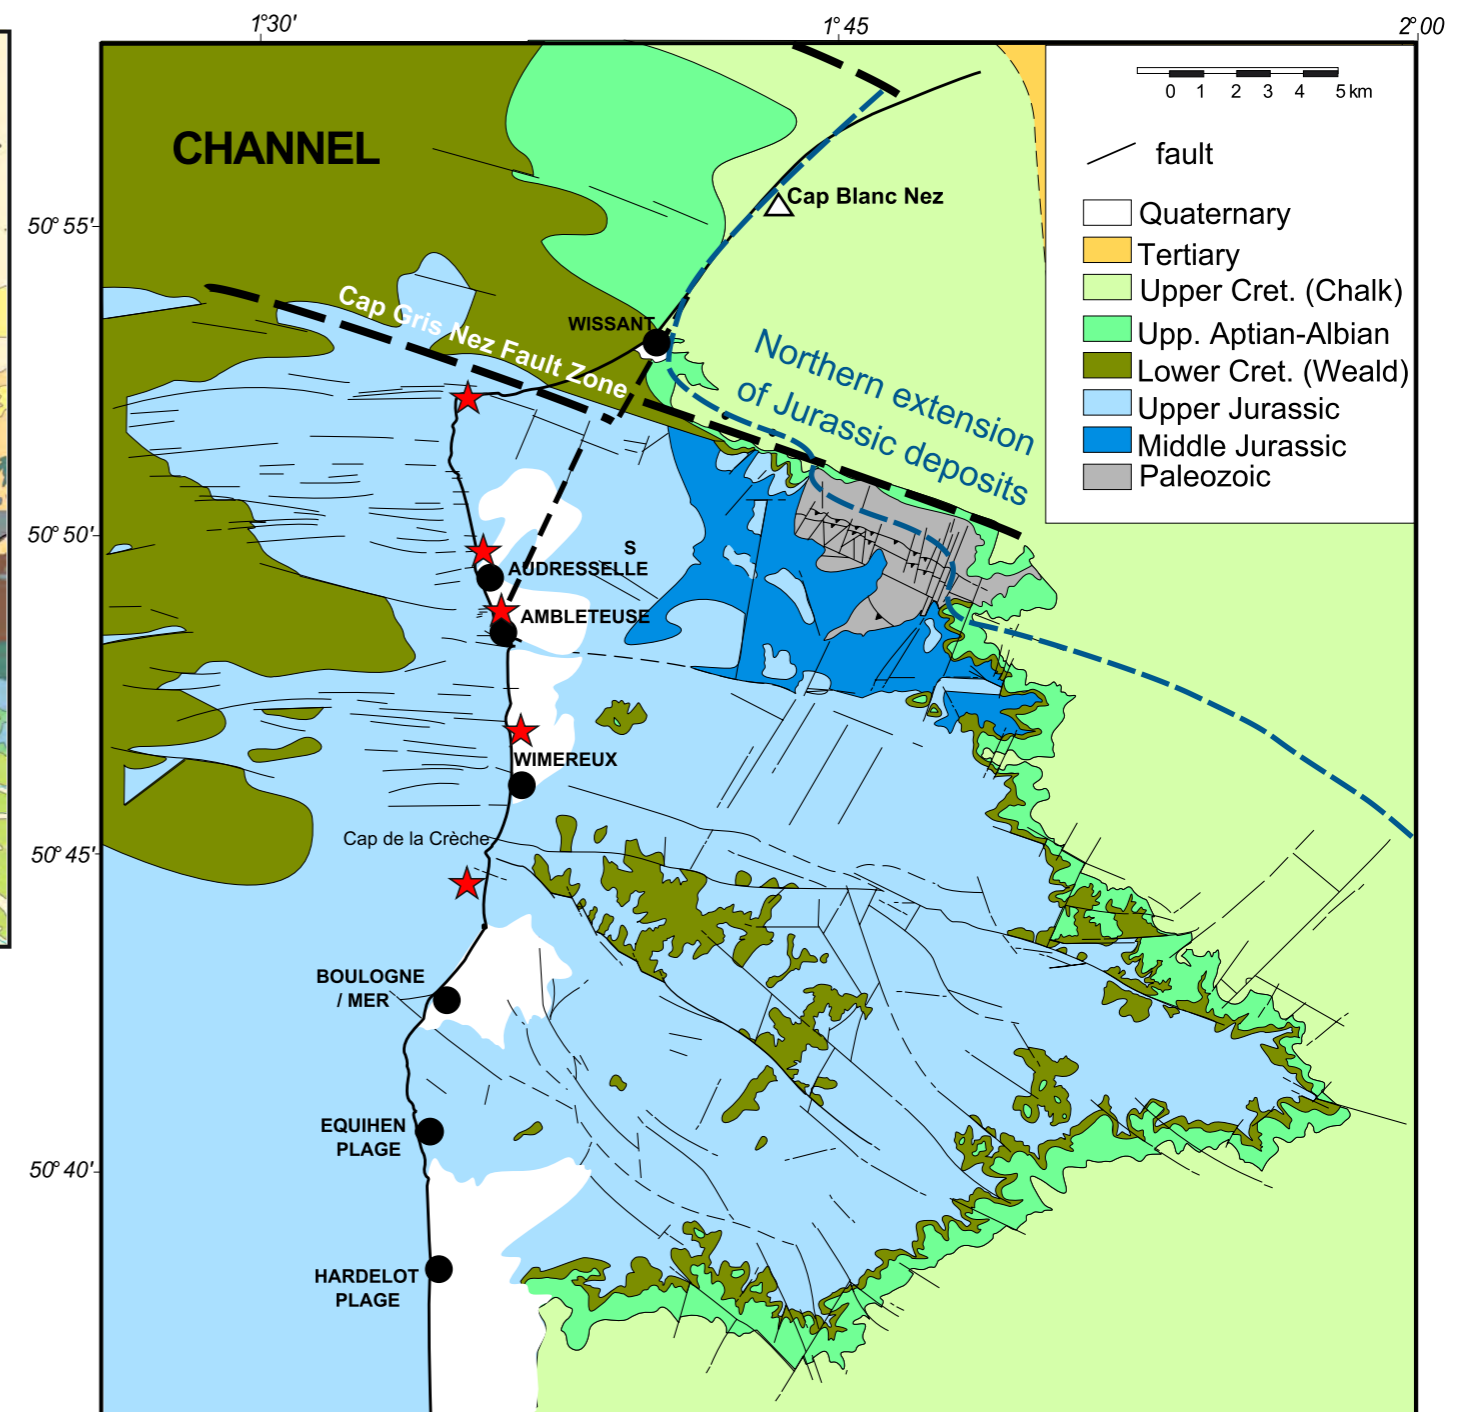 1°30'
1°45
2°00
0 1 2 3 4 5 km
fault
Quaternary
Tertiary
Upper Cret. (Chalk)
Upp. Aptian-Albian
Lower Cret. (Weald)
Upper Jurassic
Middle Jurassic
Paleozoic
CHANNEL
50°55'
Cap Blanc Nez
Cap Gris Nez Fault Zone
WISSANT
Northern extension
of Jurassic deposits
50°50'
S
AUDRESSELLE
AMBLETEUSE
WIMEREUX
Cap de la Crèche
50°45'
BOULOGNE
/ MER
EQUIHEN
PLAGE
50°40'
HARDELOT
PLAGE